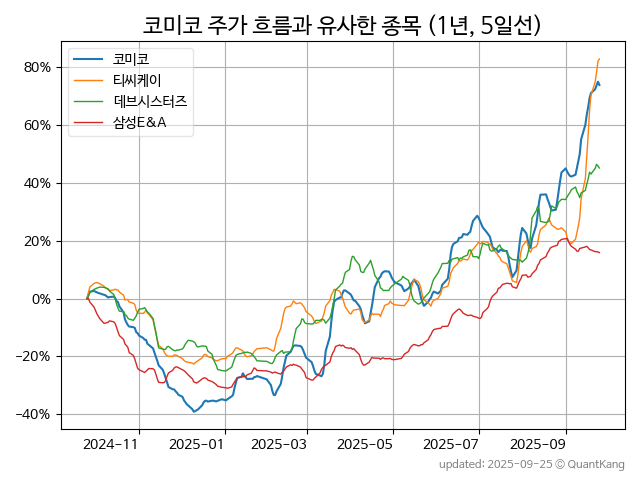 코미코 주가 흐름과 유사한 종목 (1년, 5일선)
코미코
티씨케이
데브시스터즈
삼성E&A
80%
60%
40%
20%
0%
−20%
−40%
2024-11
2025-01
2025-03
2025-05
2025-07
2025-09
updated: 2025-09-25 © QuantKang